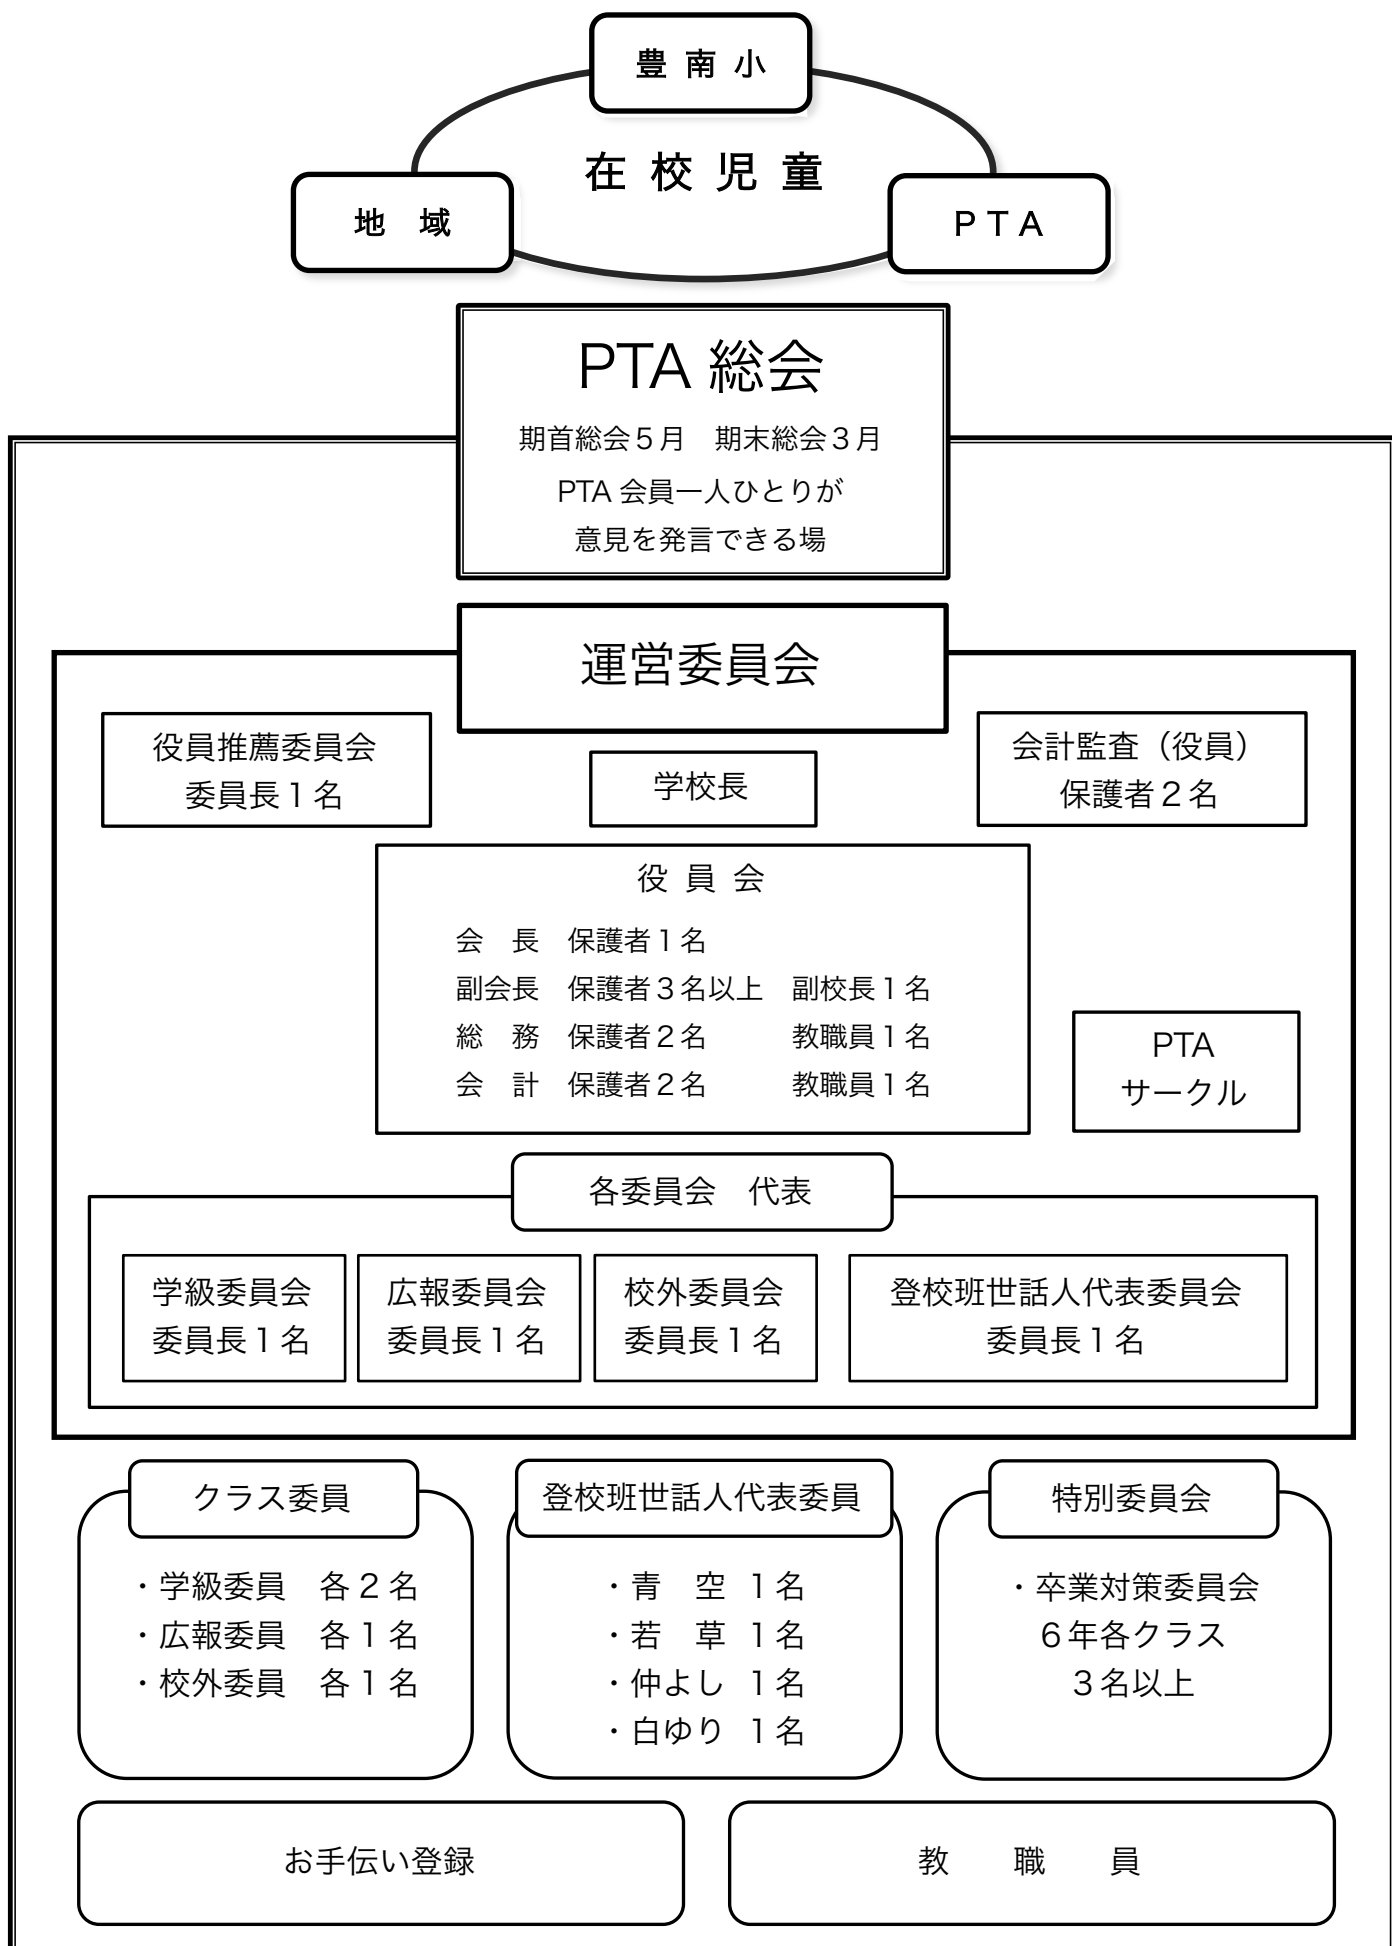 豊 南 小
在 校 児 童
地　域
ＰＴＡ
PTA 総会
期首総会５月　期末総会３月
PTA 会員一人ひとりが
意見を発言できる場
運営委員会
役員推薦委員会
委員長１名
学校長
会計監査（役員）
保護者２名
役 員 会
会　長　保護者１名
副会長　保護者３名以上　副校長１名
総　務　保護者２名　　　教職員１名
会　計　保護者２名　　　教職員１名
PTA
サークル
各委員会　代表
学級委員会
委員長１名
広報委員会
委員長１名
校外委員会
委員長１名
登校班世話人代表委員会
委員長１名
クラス委員
・学級委員　各２名
・広報委員　各１名
・校外委員　各１名
登校班世話人代表委員
・青　空 １名
・若　草 １名
・仲よし １名
・白ゆり １名
特別委員会
・卒業対策委員会
６年各クラス
３名以上
お手伝い登録
教　　職　　員